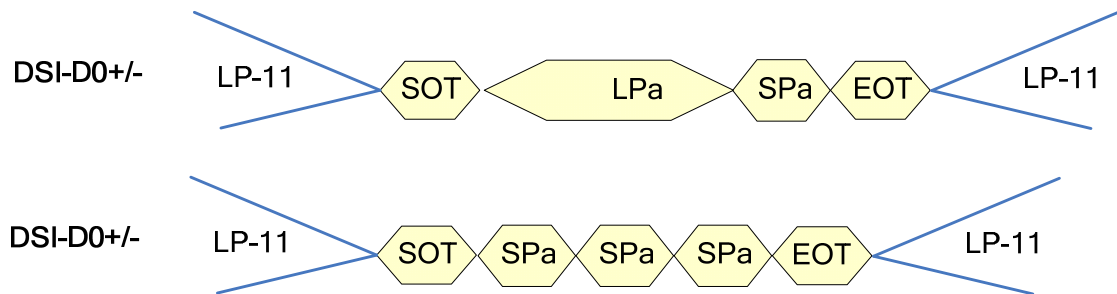 DSI-D0+/- LP-11 SOT LPa SPa EOT LP-11
DSI-D0+/- LP-11 SOT SPa SPa SPa EOT LP-11